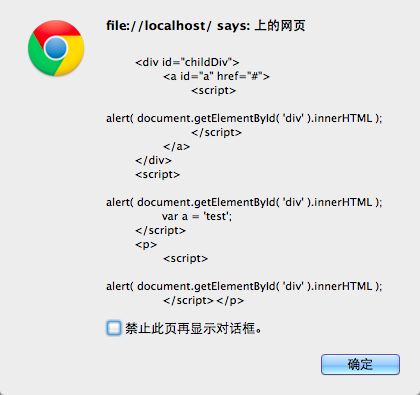 file://localhost/ says: 上的网页
<div id="childDiv">
<a id="a" href="#">
<script>
alert( document.getElementById( 'div' ).innerHTML );
</script>
</a>
</div>
<script>
alert( document.getElementById( 'div' ).innerHTML );
var a = 'test';
</script>
<p>
<script>
alert( document.getElementById( 'div' ).innerHTML );
</script></p>
禁止此页再显示对话框。
确定